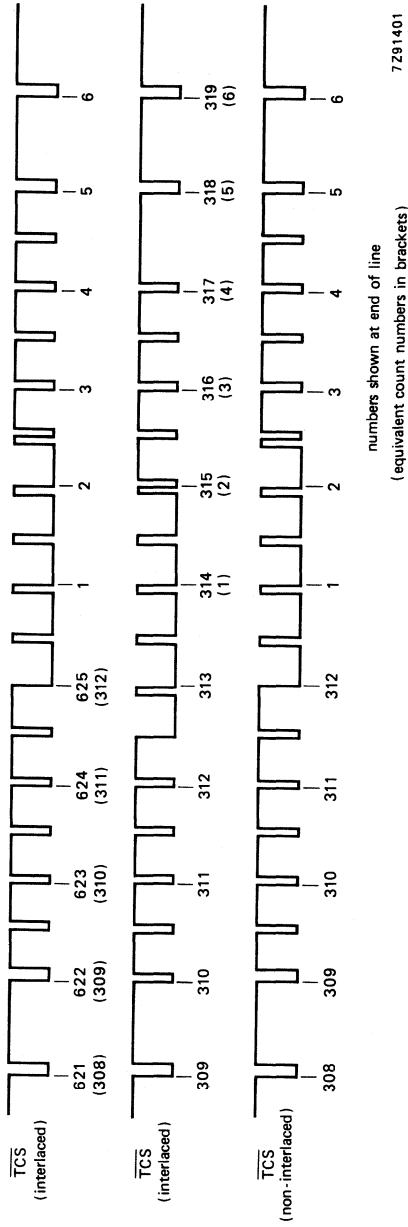 TCS
(interlaced)
621 622 623 624 625 1 2 3 4 5 6
(308) (309) (310) (311) (312)
TCS
(interlaced)
309 310 311 312 313 314 315 316 317 318 319
(1) (2) (3) (4) (5) (6)
TCS
(non-interlaced)
308 309 310 311 312 1 2 3 4 5 6
numbers shown at end of line
(equivalent count numbers in brackets)
7Z91401